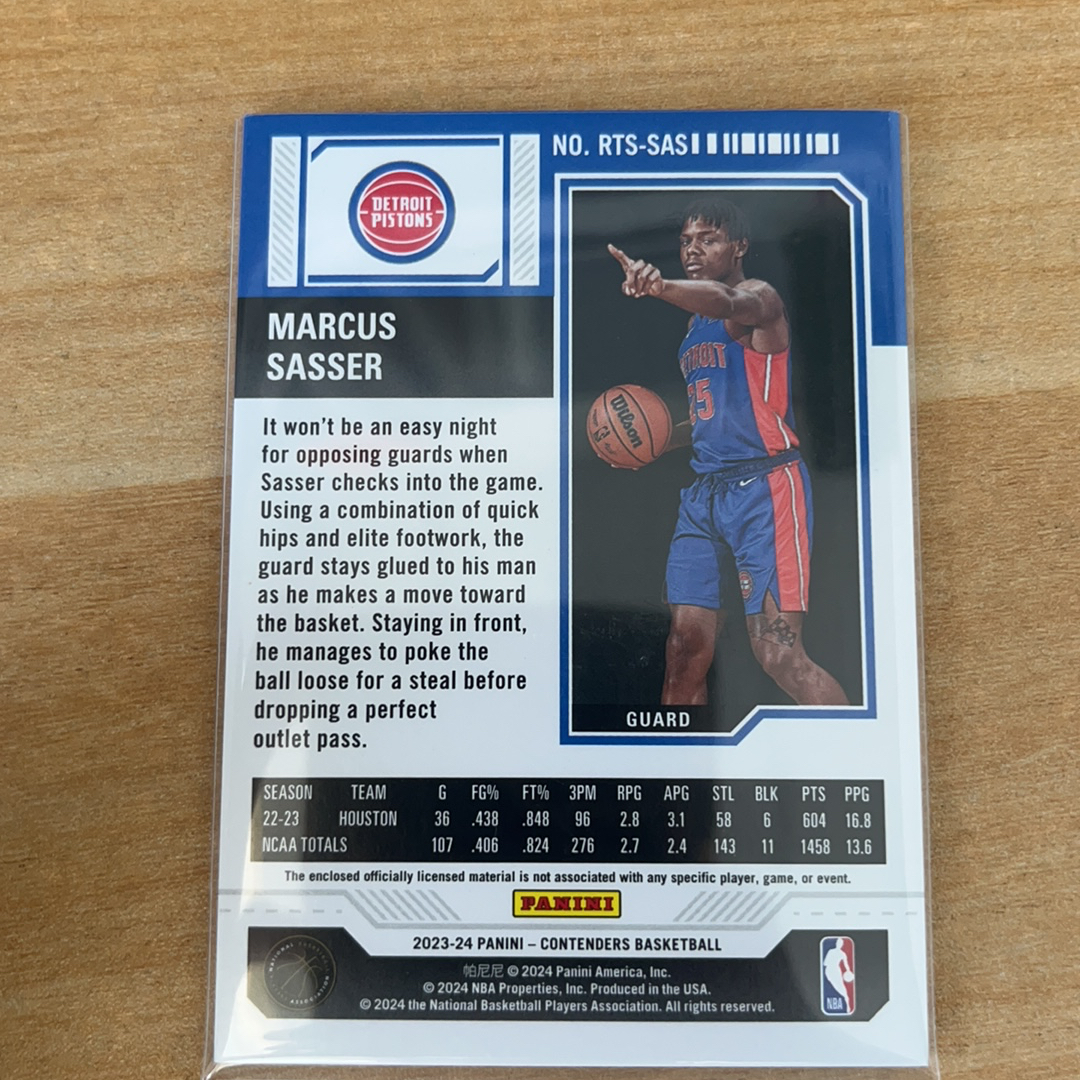 DETROIT
PISTONS
NO. RTS-SAS
MARCUS
SASSER
It won't be an easy night
for opposing guards when
Sasser checks into the game.
Using a combination of quick
hips and elite footwork, the
guard stays glued to his man
as he makes a move toward
the basket. Staying in front,
he manages to poke the
ball loose for a steal before
dropping a perfect
outlet pass.
Wilson
GUARD
SEASON TEAM G FG% FT% 3PM RPG APG STL BLK PTS PPG
22-23 HOUSTON 36 .438 .848 96 2.8 3.1 58 6 604 16.8
NCAA TOTALS 107 .406 .824 276 2.7 2.4 143 11 1458 13.6
The enclosed officially licensed material is not associated with any specific player, game, or event.
PANINI
2023-24 PANINI – CONTENDERS BASKETBALL
帕尼尼 © 2024 Panini America, Inc.
© 2024 NBA Properties, Inc. Produced in the USA.
© 2024 the National Basketball Players Association. All rights reserved.
NBA